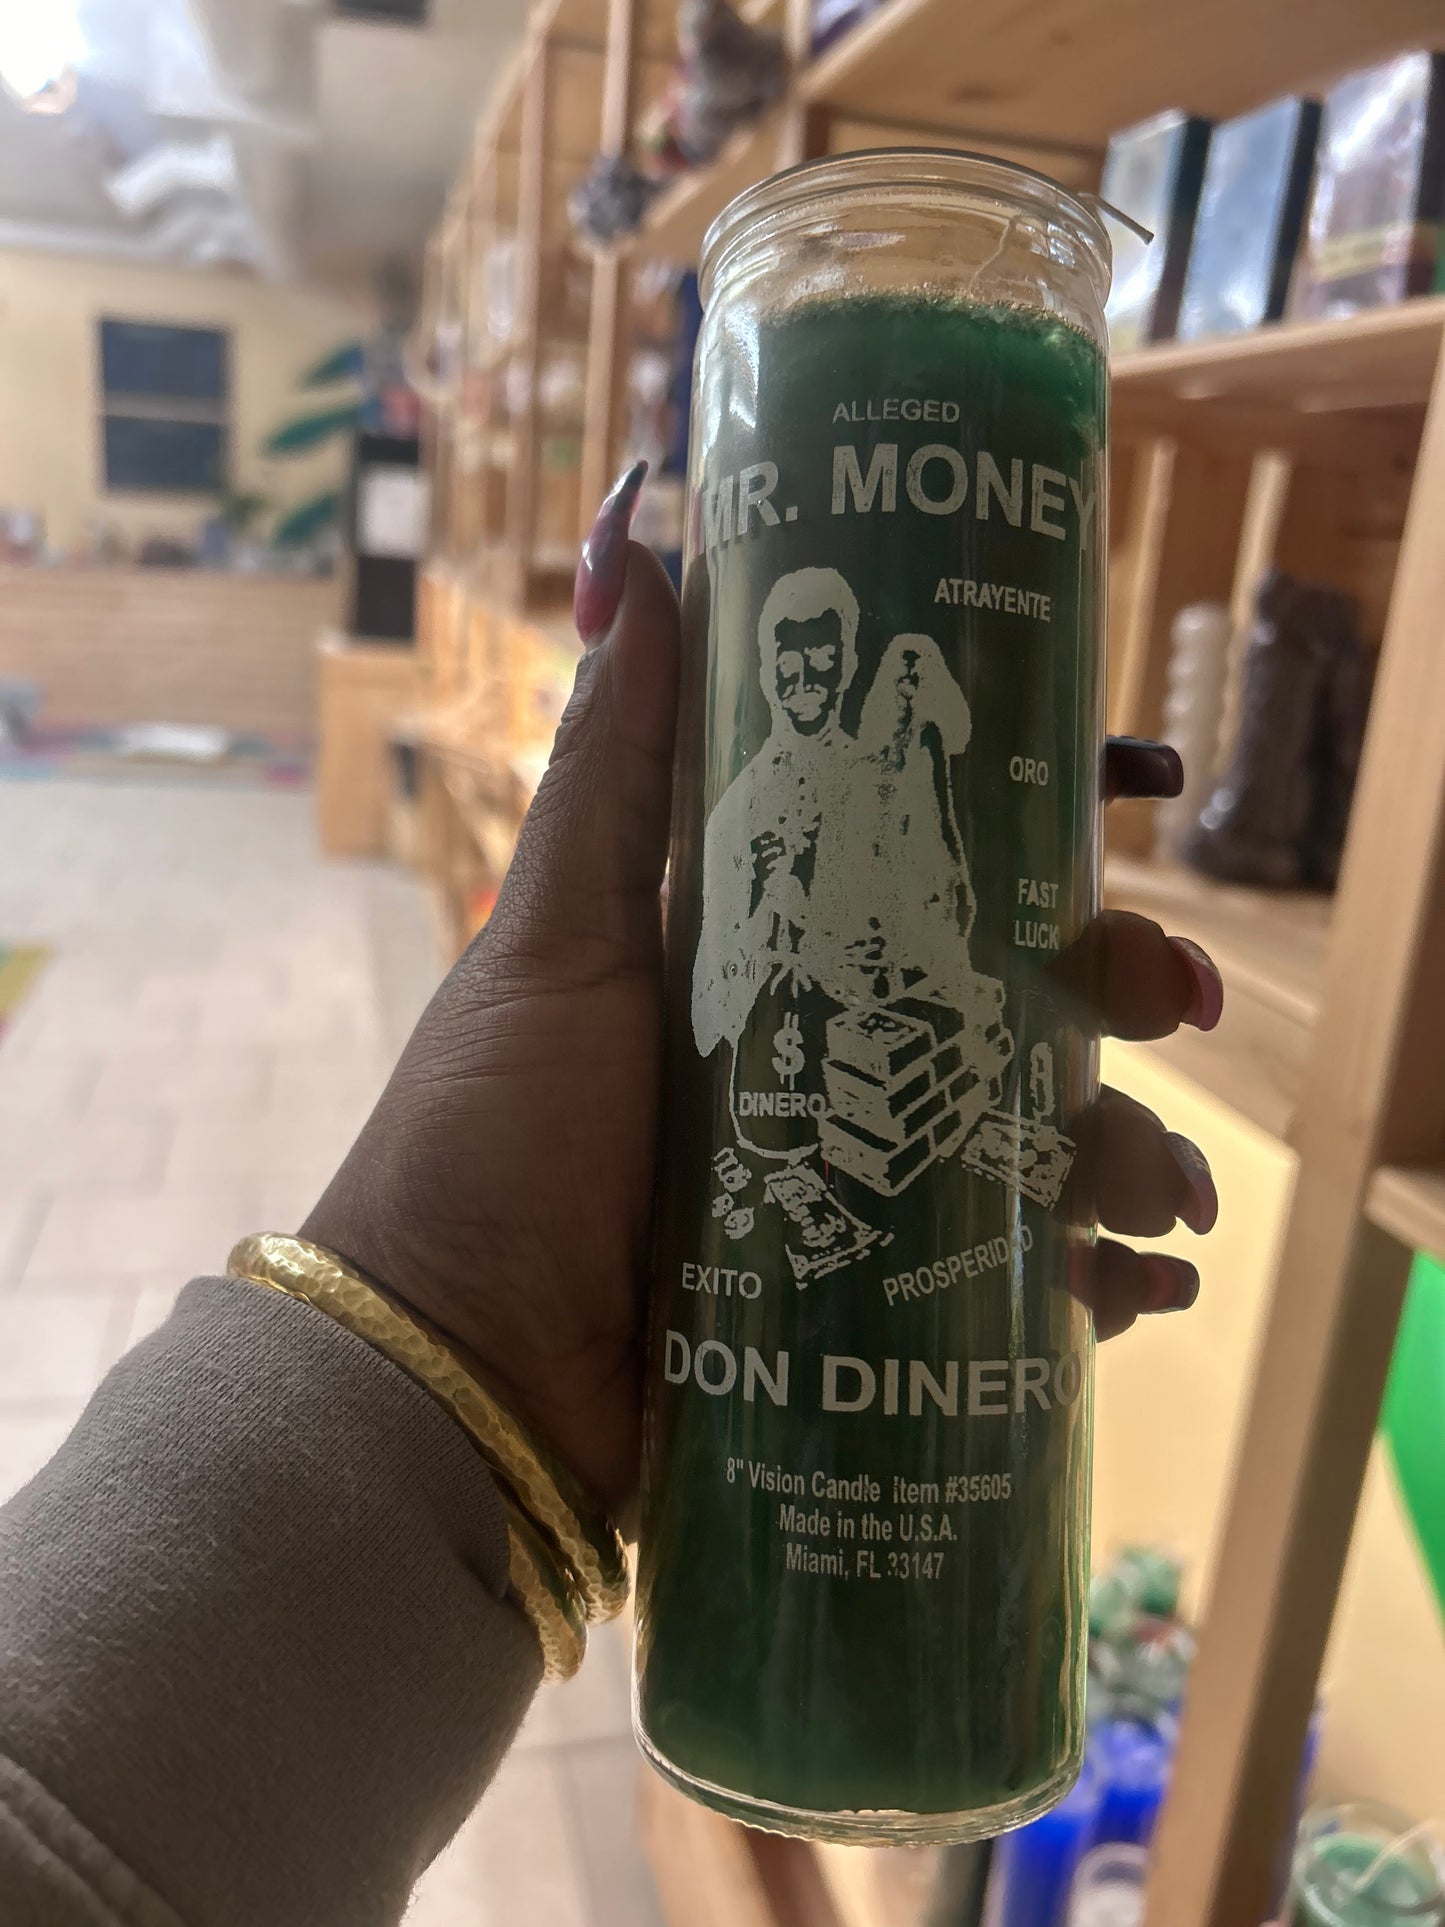 ALLEGED
MR. MONEY
ATRAYENTE
ORO
FAST
LUCK
$
DINERO
EXITO
PROSPERIDAD
DON DINERO
8" Vision Candle Item #35605
Made in the U.S.A.
Miami, FL 33147